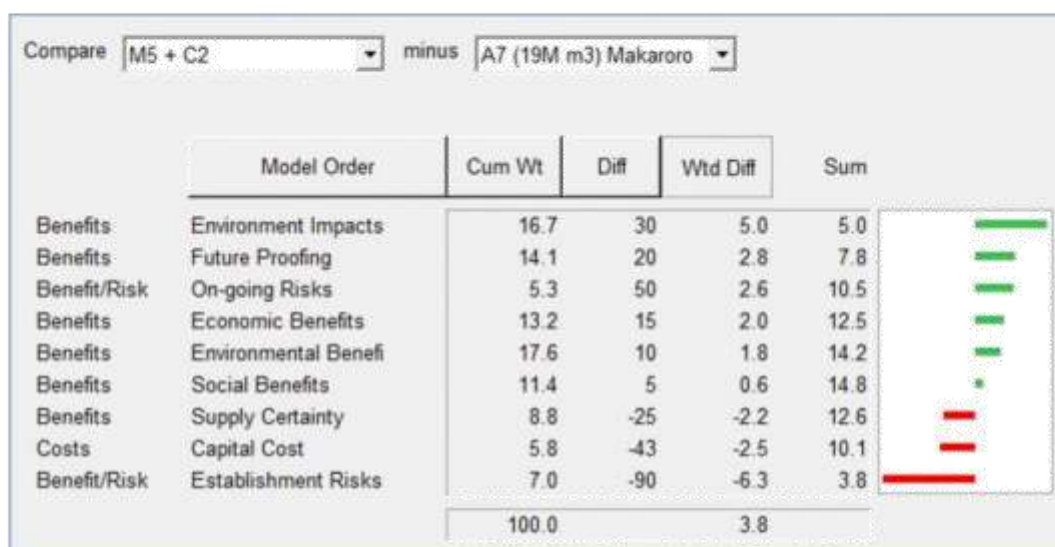 Compare M5 + C2 minus A7 (19M m3) Makaroro
Model Order Cum Wt Diff Wtd Diff Sum
Benefits Environment Impacts 16.7 30 5.0 5.0
Benefits Future Proofing 14.1 20 2.8 7.8
Benefit/Risk On-going Risks 5.3 50 2.6 10.5
Benefits Economic Benefits 13.2 15 2.0 12.5
Benefits Environmental Benefi 17.6 10 1.8 14.2
Benefits Social Benefits 11.4 5 0.6 14.8
Benefits Supply Certainty 8.8 -25 -2.2 12.6
Costs Capital Cost 5.8 -43 -2.5 10.1
Benefit/Risk Establishment Risks 7.0 -90 -6.3 3.8
100.0 3.8